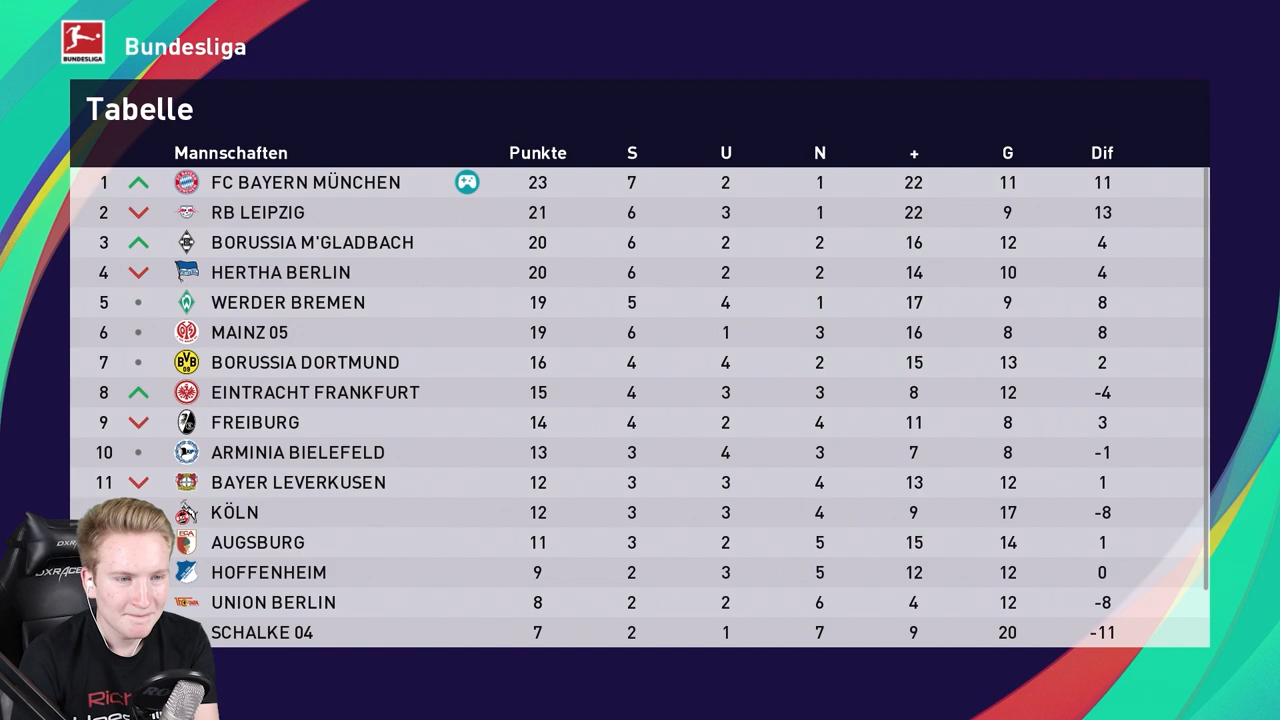 BUNDESLIGA
Bundesliga
Tabelle
Mannschaften Punkte S U N + G Dif
1 FC BAYERN MÜNCHEN 23 7 2 1 22 11 11
2 RB LEIPZIG 21 6 3 1 22 9 13
3 BORUSSIA M'GLADBACH 20 6 2 2 16 12 4
4 HERTHA BERLIN 20 6 2 2 14 10 4
5 WERDER BREMEN 19 5 4 1 17 9 8
6 MAINZ 05 19 6 1 3 16 8 8
7 BVB 09 BORUSSIA DORTMUND 16 4 4 2 15 13 2
8 EINTRACHT FRANKFURT 15 4 3 3 8 12 -4
9 FREIBURG 14 4 2 4 11 8 3
10 ARMINIA BIELEFELD 13 3 4 3 7 8 -1
11 BAYER LEVERKUSEN 12 3 3 4 13 12 1
KÖLN 12 3 3 4 9 17 -8
FCA AUGSBURG 11 3 2 5 15 14 1
HOFFENHEIM 9 2 3 5 12 12 0
UNION BERLIN 8 2 2 6 4 12 -8
SCHALKE 04 7 2 1 7 9 20 -11